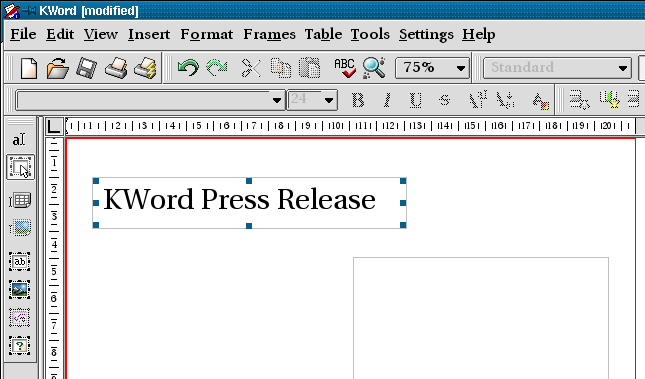 KWord [modified]
File Edit View Insert Format Frames Table Tools Settings Help
ABC 75% Standard
24 B I U S
1 2 3 4 5 6 7 8 9 10 11 12 13 14 15 16 17 18 19 20
aI
1
2
KWord Press Release
3
4
5
ab
6
7
8
?